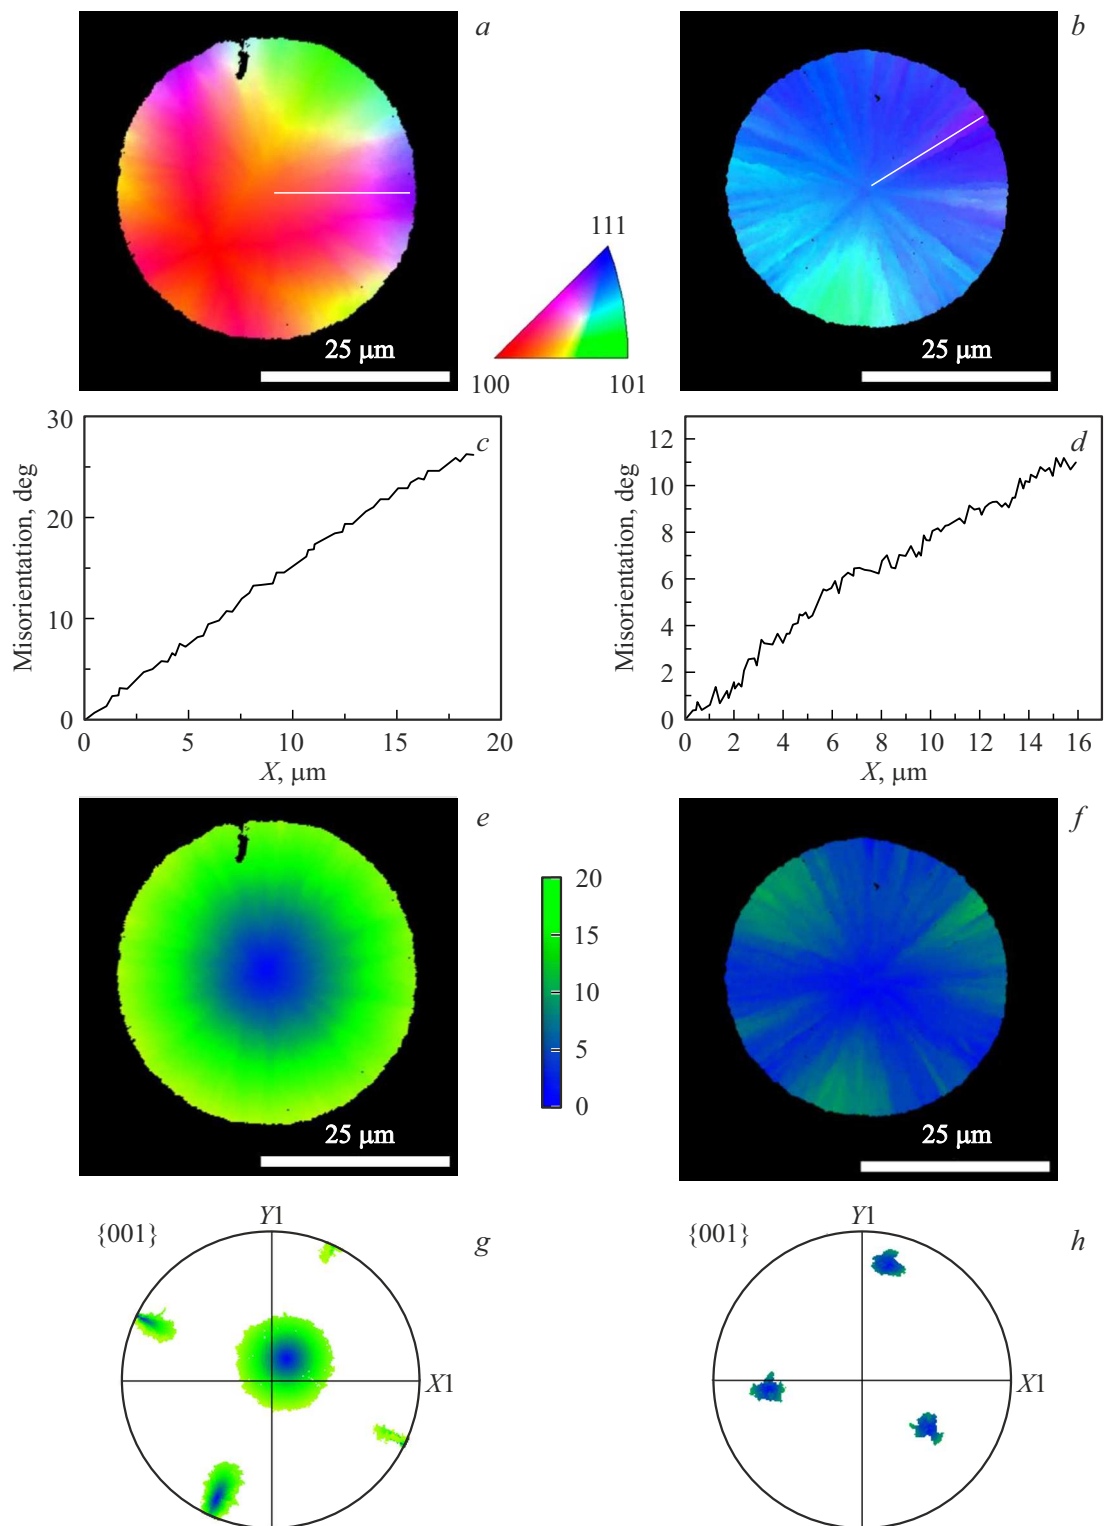 a
b
111
25 μm
25 μm
100
101
30
20
10
0
Misorientation, deg
c
0
5
10
15
20
X, μm
12
10
8
6
4
2
0
Misorientation, deg
d
0
2
4
6
8
10
12
14
16
X, μm
e
f
20
15
10
5
0
25 μm
25 μm
{001}
Y1
g
X1
{001}
Y1
h
X1